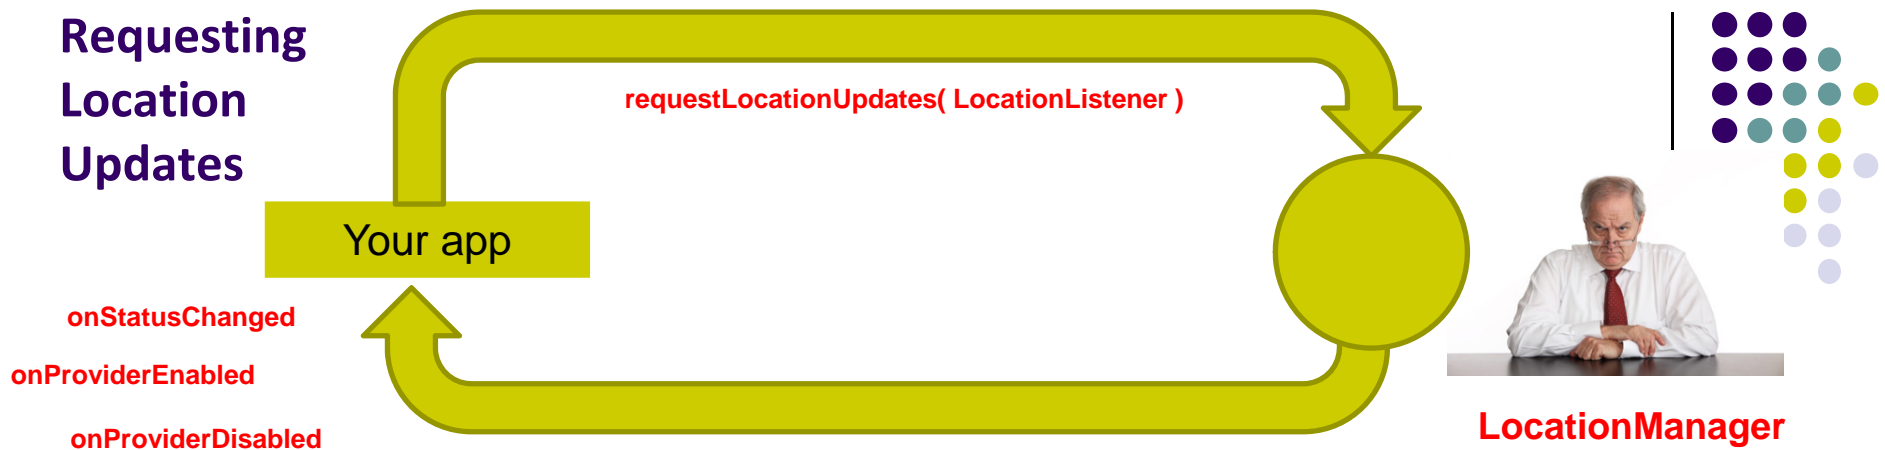 Requesting
Location
Updates
requestLocationUpdates( LocationListener )
Your app
onStatusChanged
onProviderEnabled
onProviderDisabled
LocationManager